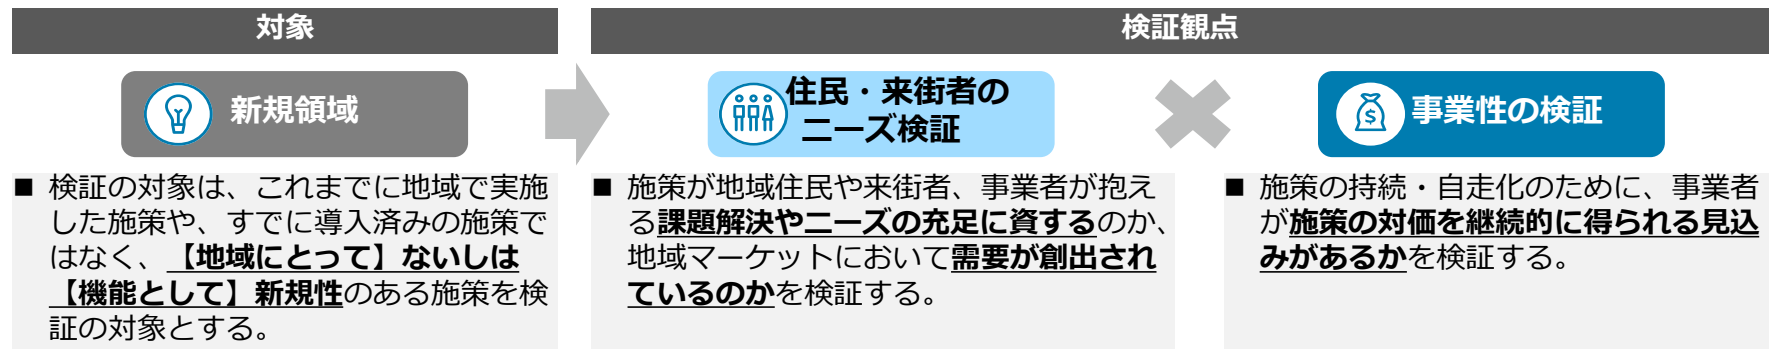 対象
検証観点
新規領域
住民・来街者の
ニーズ検証
事業性の検証
■ 検証の対象は、これまでに地域で実施
した施策や、すでに導入済みの施策で
はなく、【地域にとって】ないしは
【機能として】新規性のある施策を検
証の対象とする。
■ 施策が地域住民や来街者、事業者が抱え
る課題解決やニーズの充足に資するのか、
地域マーケットにおいて需要が創出され
ているのかを検証する。
■ 施策の持続・自走化のために、事業者
が施策の対価を継続的に得られる見込
みがあるかを検証する。